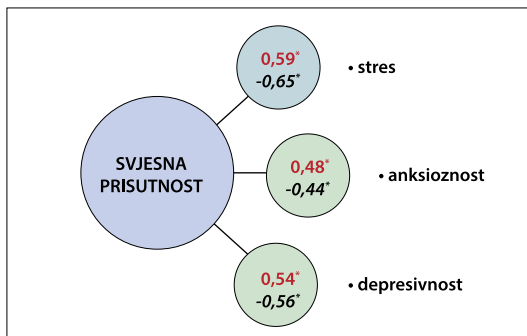 0,59*
-0,65*
• stres
SVJESNA
PRISUTNOST
0,48*
-0,44*
• anksioznost
0,54*
-0,56*
• depresivnost